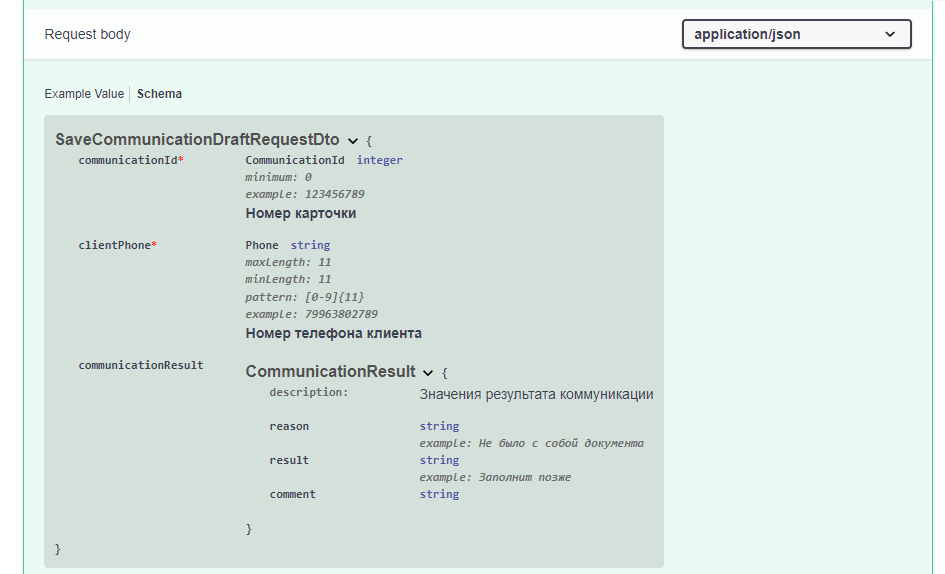 Request body
application/json
Example Value Schema
SaveCommunicationDraftRequestDto {
communicationId* CommunicationId integer
minimum: 0
example: 123456789
Номер карточки
clientPhone* Phone string
maxLength: 11
minLength: 11
pattern: [0-9]{11}
example: 79963802789
Номер телефона клиента
communicationResult CommunicationResult {
description: Значения результата коммуникации
reason string
example: Не было с собой документа
result string
example: Заполнит позже
comment string
}
}